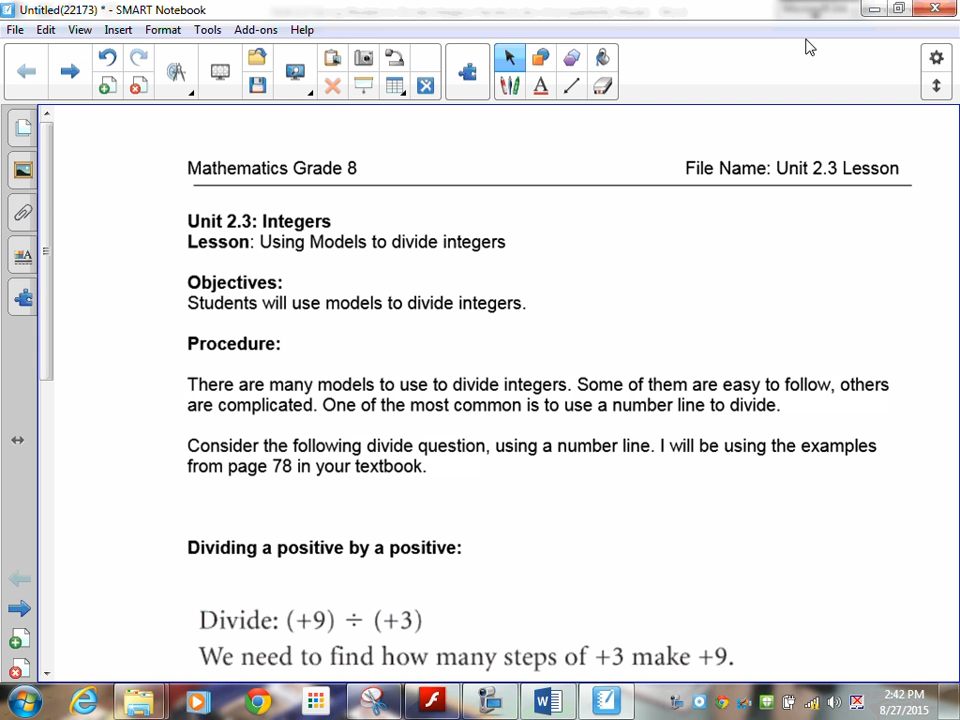 Untitled(22173) * - SMART Notebook
File Edit View Insert Format Tools Add-ons Help
Mathematics Grade 8 File Name: Unit 2.3 Lesson
Unit 2.3: Integers
Lesson: Using Models to divide integers
Objectives:
Students will use models to divide integers.
Procedure:
There are many models to use to divide integers. Some of them are easy to follow, others
are complicated. One of the most common is to use a number line to divide.
Consider the following divide question, using a number line. I will be using the examples
from page 78 in your textbook.
Dividing a positive by a positive:
Divide: (+9) ÷ (+3)
We need to find how many steps of +3 make +9.
2:42 PM
8/27/2015